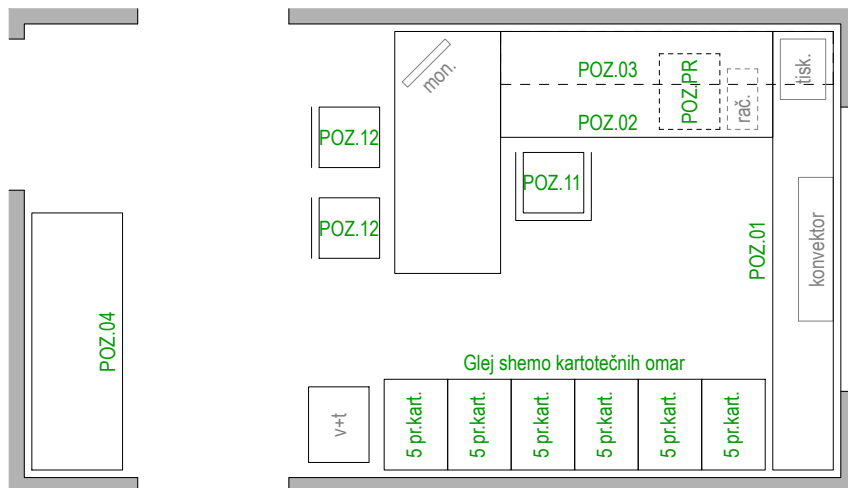 mon.
POZ.03
POZ.PR
rač.
tisk.
POZ.02
POZ.12
POZ.11
POZ.12
POZ.01
konvektor
POZ.04
Glej shemo kartotečnih omar
v+t
5 pr.kart.
5 pr.kart.
5 pr.kart.
5 pr.kart.
5 pr.kart.
5 pr.kart.